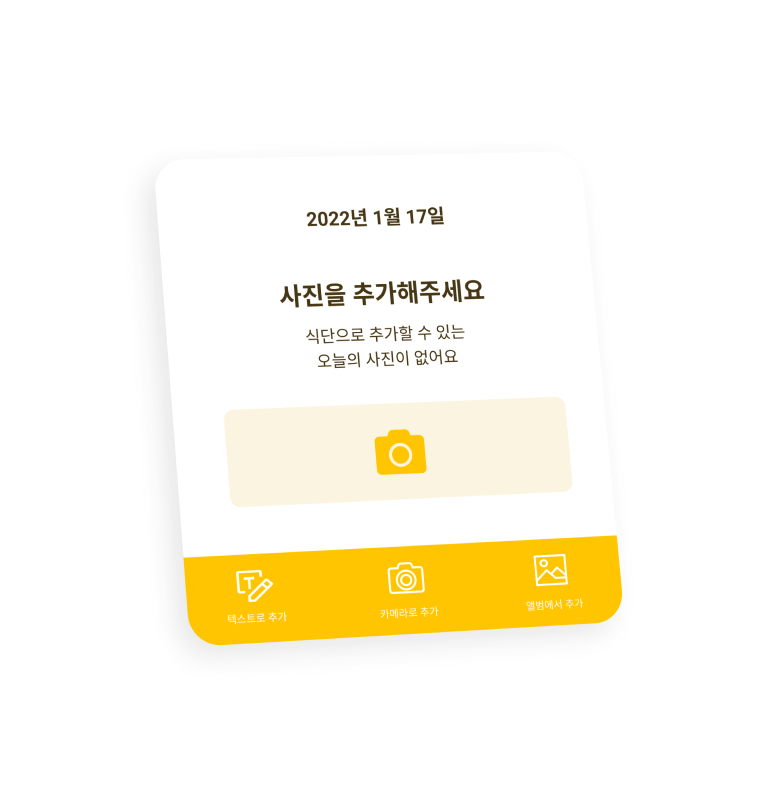 2022년 1월 17일
사진을 추가해주세요
식단으로 추가할 수 있는
오늘의 사진이 없어요
텍스트로 추가
카메라로 추가
앨범에서 추가